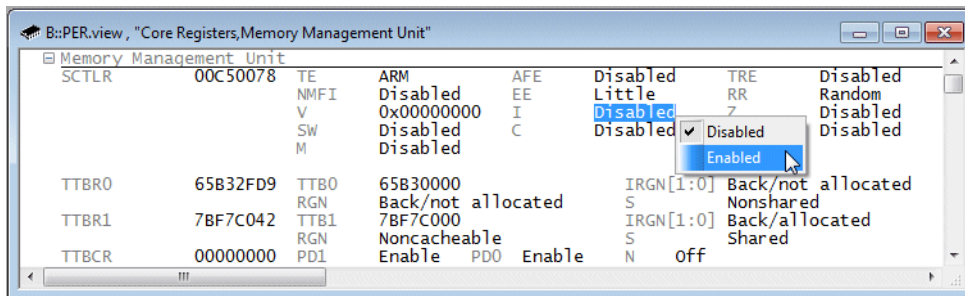 B::PER.view , "Core Registers,Memory Management Unit"
Memory Management Unit
SCTLR 00C50078 TE ARM AFE Disabled TRE Disabled
NMFI Disabled EE Little RR Random
V 0x00000000 I Disabled Z Disabled
SW Disabled C Disabled Disabled
M Disabled
Disabled
Enabled
TTBR0 65B32FD9 TTB0 65B30000 IRGN[1:0] Back/not allocated
RGN Back/not allocated S Nonshared
TTBR1 7BF7C042 TTB1 7BF7C000 IRGN[1:0] Back/allocated
RGN Noncacheable S Shared
TTBCR 00000000 PD1 Enable PD0 Enable N Off